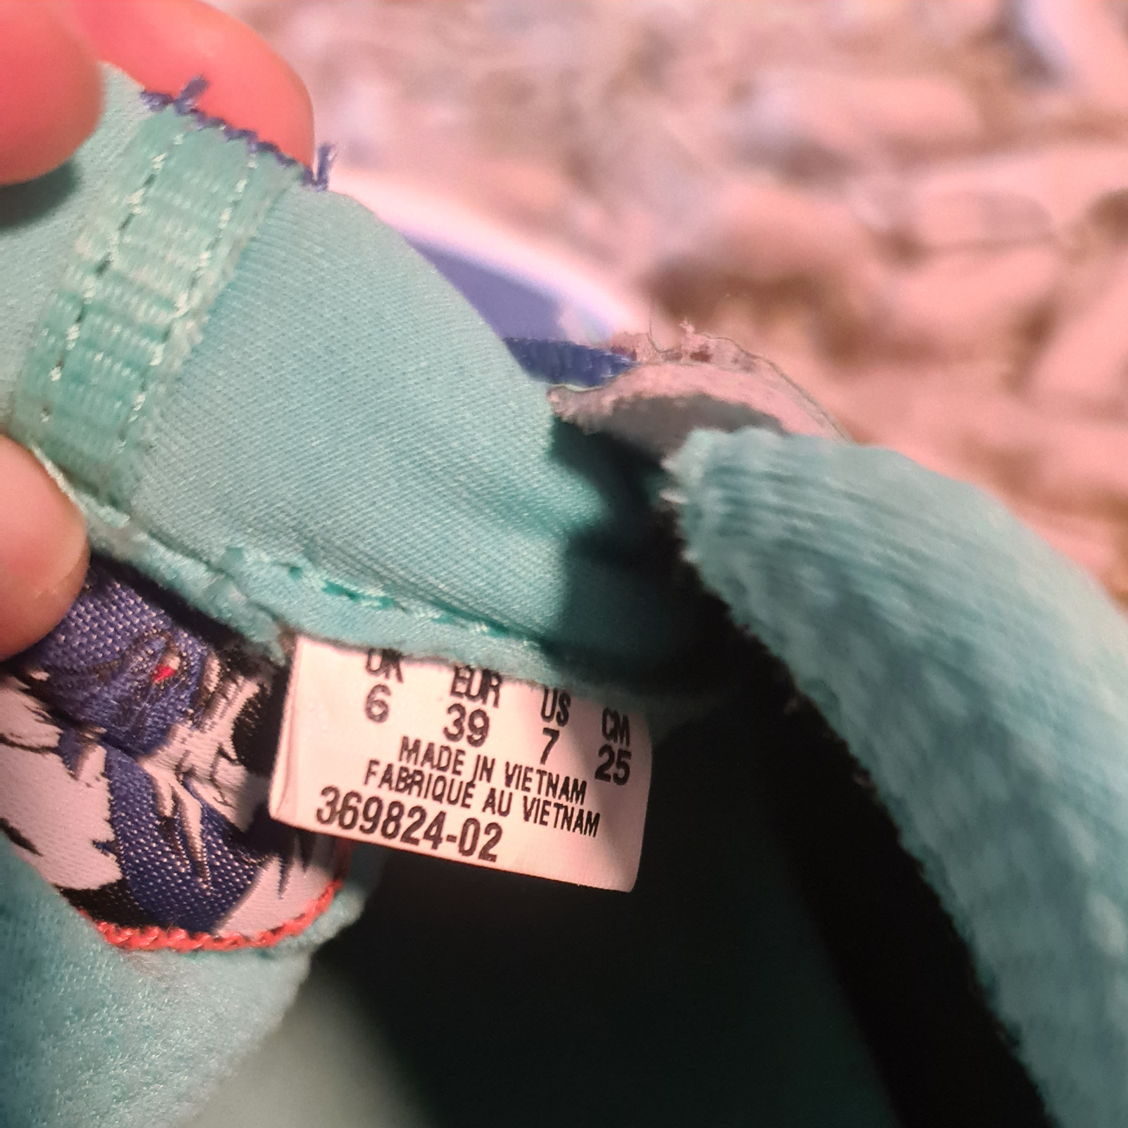 UK EUR US CM
6 39 7 25
MADE IN VIETNAM
FABRIQUÉ AU VIETNAM
369824-02